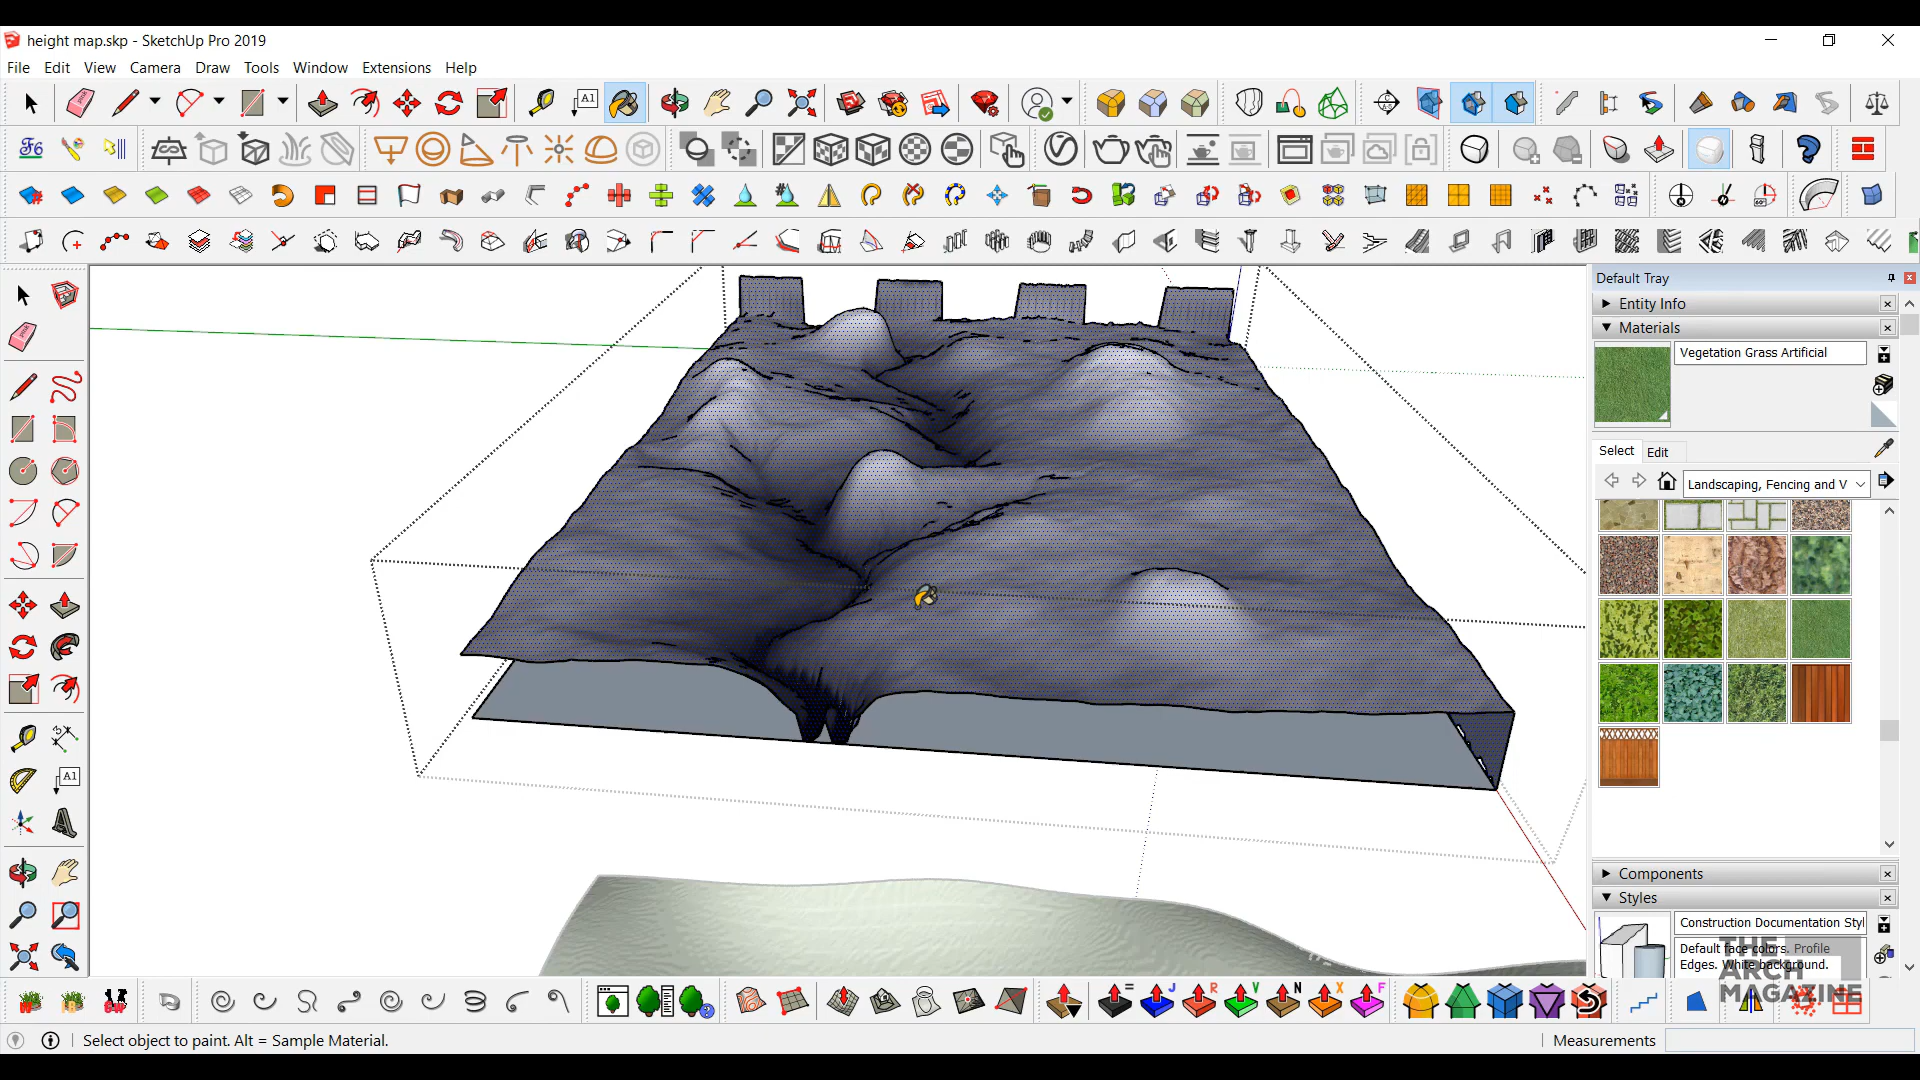 height map.skp - SketchUp Pro 2019
File Edit View Camera Draw Tools Window Extensions Help
A1
Default Tray
Entity Info
Materials
Vegetation Grass Artificial
Select Edit
Landscaping, Fencing and V
A1
Components
Styles
Construction Documentation Styl
Default face colors. Profile
Edges. White background.
THE
ARCH
MAGAZINE
= J R V N X F
Select object to paint. Alt = Sample Material.
Measurements